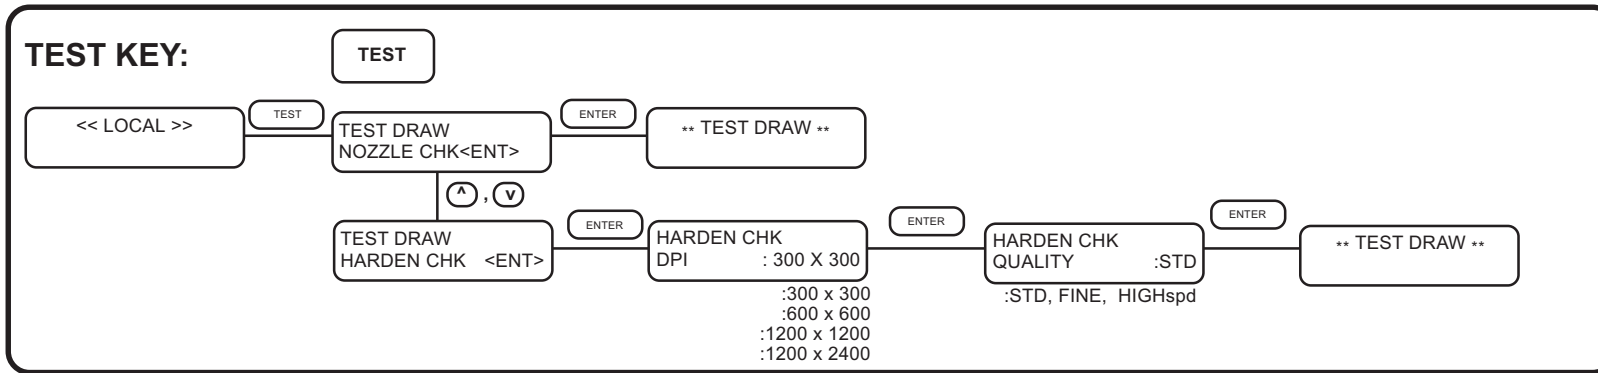 TEST KEY:
TEST
<< LOCAL >>
TEST
TEST DRAW
NOZZLE CHK<ENT>
ENTER
** TEST DRAW **
^ , v
TEST DRAW
HARDEN CHK <ENT>
ENTER
HARDEN CHK
DPI : 300 X 300
:300 x 300
:600 x 600
:1200 x 1200
:1200 x 2400
ENTER
HARDEN CHK
QUALITY :STD
:STD, FINE, HIGHspd
ENTER
** TEST DRAW **